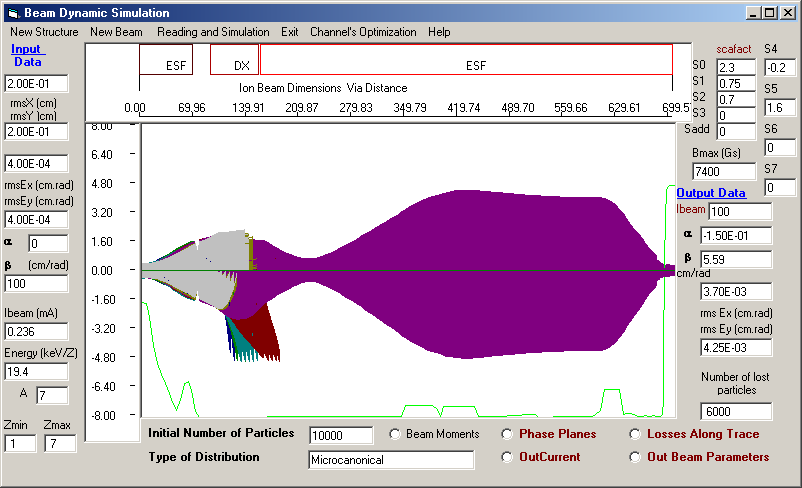 Beam Dynamic Simulation
New Structure New Beam Reading and Simulation Exit Channel's Optimization Help
Input
Data
2.00E-01
rmsX (cm)
rmsY )cm)
2.00E-01
4.00E-04
rmsEx (cm.rad)
rmsEy (cm.rad)
4.00E-04
α 0
β (cm/rad)
100
Ibeam (mA)
0.236
Energy (keV/Z)
19.4
A 7
Zmin Zmax
1 7
ESF DX ESF
Ion Beam Dimensions Via Distance
0.00 69,96 139,91 209,87 279,83 349,79 419,74 489,70 559,66 629,61 699.57
8.00
6.40
4.80
3.20
1.60
0.00
-1.60
-3.20
-4.80
-6.40
-8.00
scafact
S0 2.3
S1 0.75
S2 0.7
S3 0
Sadd 0
S4
-0.2
S5
1.6
S6
0
S7
0
Bmax (Gs)
7400
Output Data
Ibeam 100
α -1.50E-01
β 5.59
cm/rad
3.70E-03
rms Ex (cm.rad)
rms Ey (cm.rad)
4.25E-03
Number of lost
particles
6000
Initial Number of Particles 10000 Beam Moments Phase Planes Losses Along Trace
Type of Distribution Microcanonical OutCurrent Out Beam Parameters